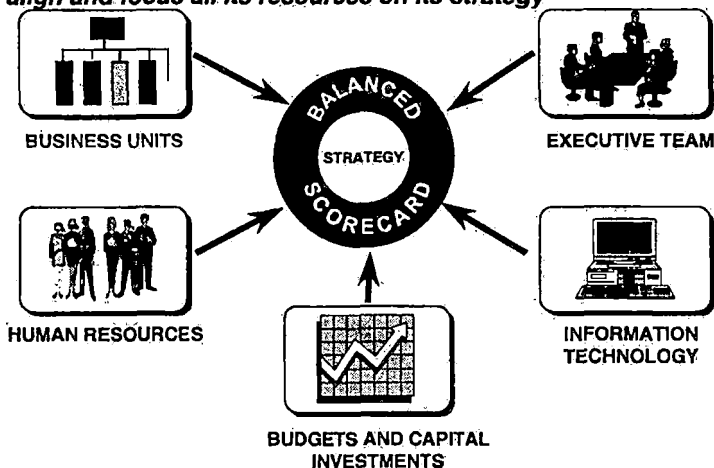 align and focus all its resources on its strategy
BUSINESS UNITS
BALANCED
STRATEGY
SCORECARD
EXECUTIVE TEAM
HUMAN RESOURCES
INFORMATION
TECHNOLOGY
BUDGETS AND CAPITAL
INVESTMENTS